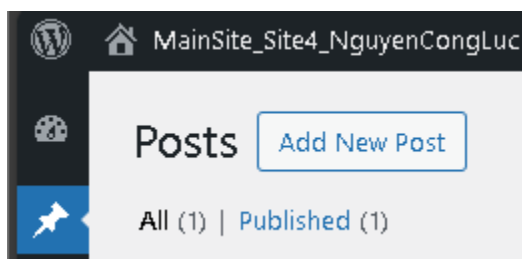 MainSite_Site4_NguyenCongLuc
Posts Add New Post
All (1) | Published (1)